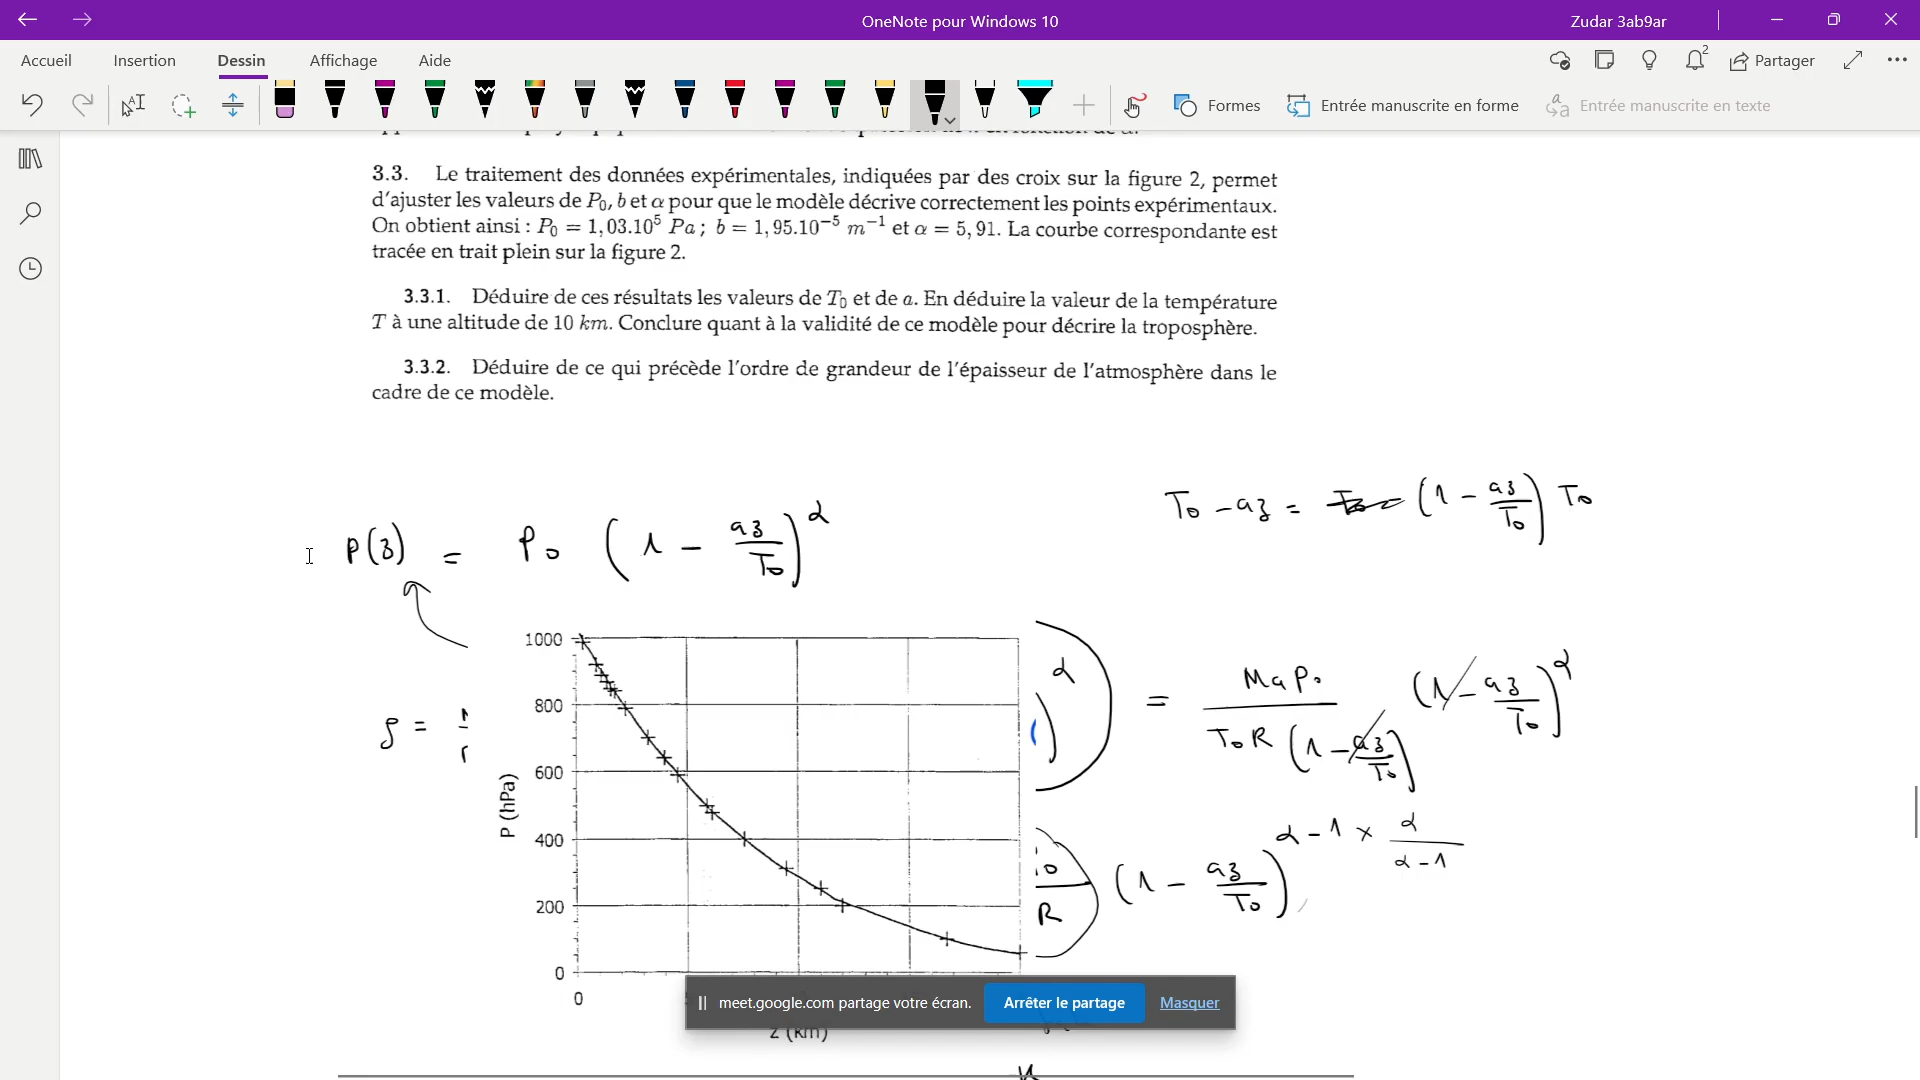 OneNote pour Windows 10
Zudar 3ab9ar
Accueil Insertion Dessin Affichage Aide
2 Partager
Formes Entrée manuscrite en forme Entrée manuscrite en texte
3.3. Le traitement des données expérimentales, indiquées par des croix sur la figure 2, permet
d'ajuster les valeurs de P₀, b et α pour que le modèle décrive correctement les points expérimentaux.
On obtient ainsi : P₀ = 1,03.10⁵ Pa ; b = 1,95.10⁻⁵ m⁻¹ et α = 5,91. La courbe correspondante est
tracée en trait plein sur la figure 2.
3.3.1. Déduire de ces résultats les valeurs de T₀ et de a. En déduire la valeur de la température
T à une altitude de 10 km. Conclure quant à la validité de ce modèle pour décrire la troposphère.
3.3.2. Déduire de ce qui précède l'ordre de grandeur de l'épaisseur de l'atmosphère dans le
cadre de ce modèle.
T₀ - az = (1 - az/T₀) T₀
P(z) = P₀ (1 - az/T₀)^α
ρ =
)^α = MaP₀ / T₀R (1 - az/T₀) (1 - az/T₀)^α
R (1 - az/T₀)^α-1 × α/α-1
1000
800
600
400
200
0
P (hPa)
0
z (km)
meet.google.com partage votre écran. Arrêter le partage Masquer